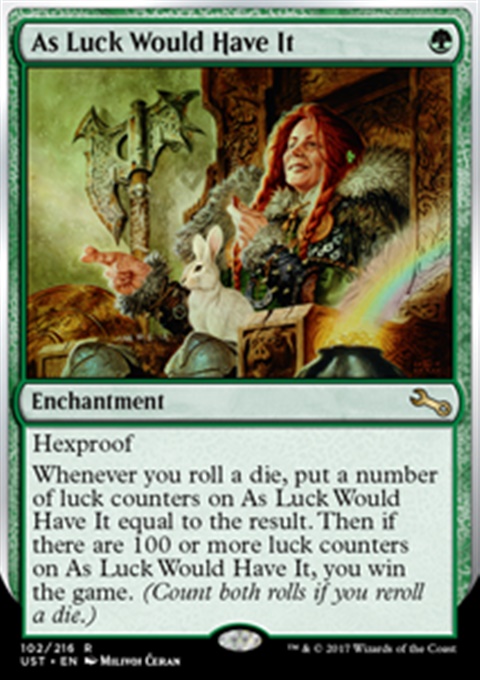 As Luck Would Have It
Enchantment
Hexproof
Whenever you roll a die, put a number
of luck counters on As Luck Would
Have It equal to the result. Then if
there are 100 or more luck counters
on As Luck Would Have It, you win
the game. (Count both rolls if you reroll
a die.)
102/216 R
UST • EN Milivoj Ćeran
™ & © 2017 Wizards of the Coast